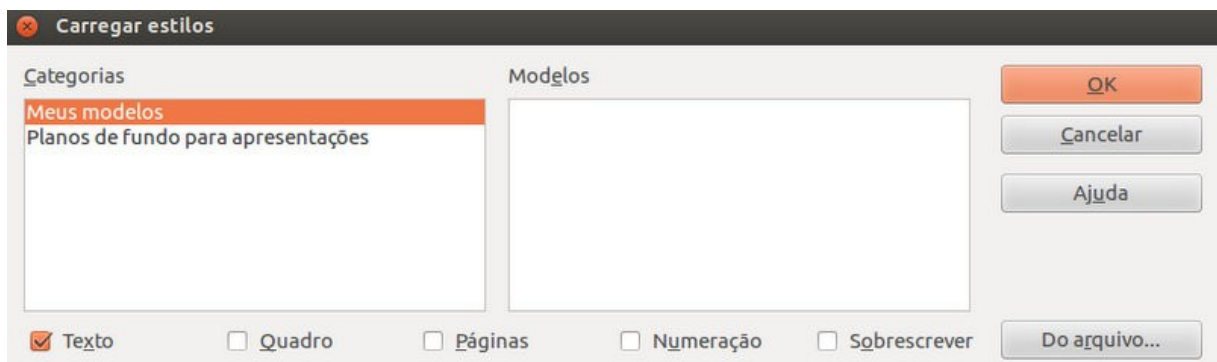 Carregar estilos
Categorias
Modelos
Meus modelos
Planos de fundo para apresentações
OK
Cancelar
Ajuda
Texto
Quadro
Páginas
Numeração
Sobrescrever
Do arquivo...